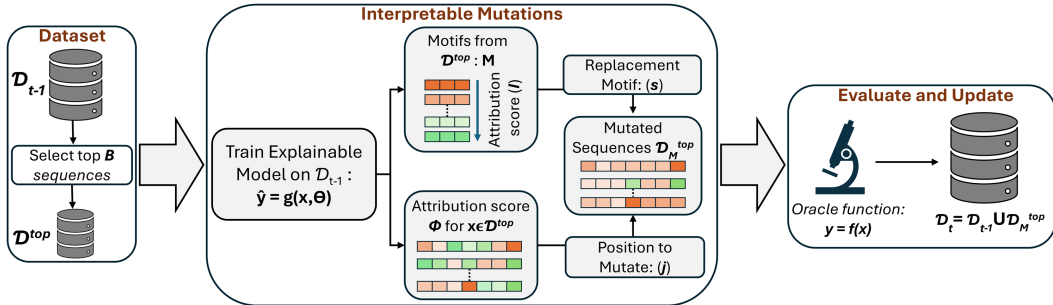 Dataset
𝒟t-1
Select top B
sequences
𝒟top
Interpretable Mutations
Train Explainable
Model on 𝒟t-1 :
ŷ = g(x,Θ)
Motifs from
𝒟top : M
Attribution
score (l)
Attribution score
Φ for xϵ𝒟top
Replacement
Motif: (s)
Mutated
Sequences 𝒟Mtop
Position to
Mutate: (j)
Evaluate and Update
Oracle function:
y = f(x)
𝒟t = 𝒟t-1 U 𝒟Mtop